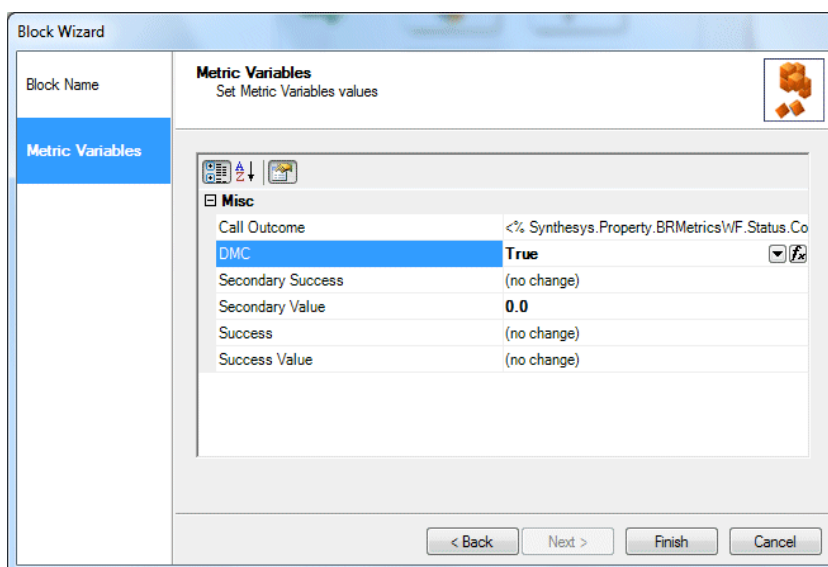 Block Wizard
Block Name
Metric Variables
Metric Variables
Set Metric Variables values
Misc
Call Outcome <% Synthesys.Property.BRMetricsWF.Status.Co
DMC True
Secondary Success (no change)
Secondary Value 0.0
Success (no change)
Success Value (no change)
< Back Next > Finish Cancel